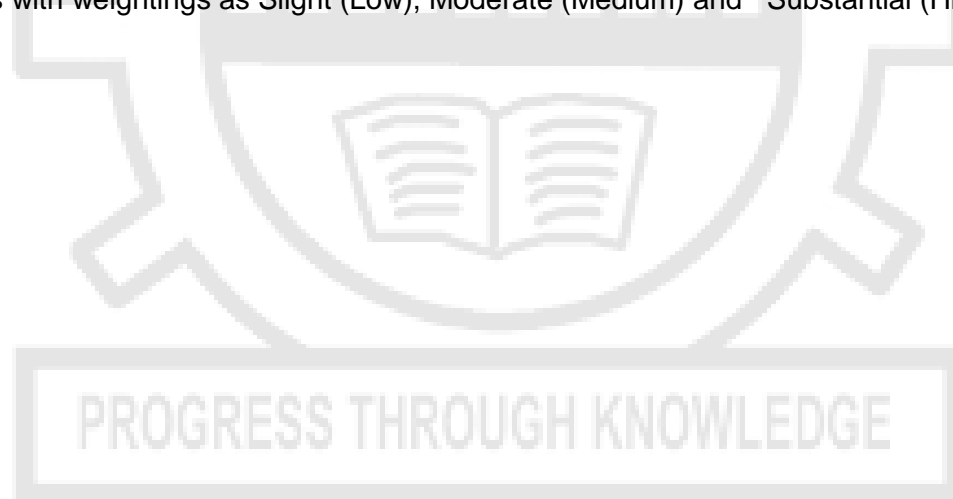 with weightings as Slight (Low), Moderate (Medium) and Substantial
PROGRESS THROUGH KNOWLEDGE